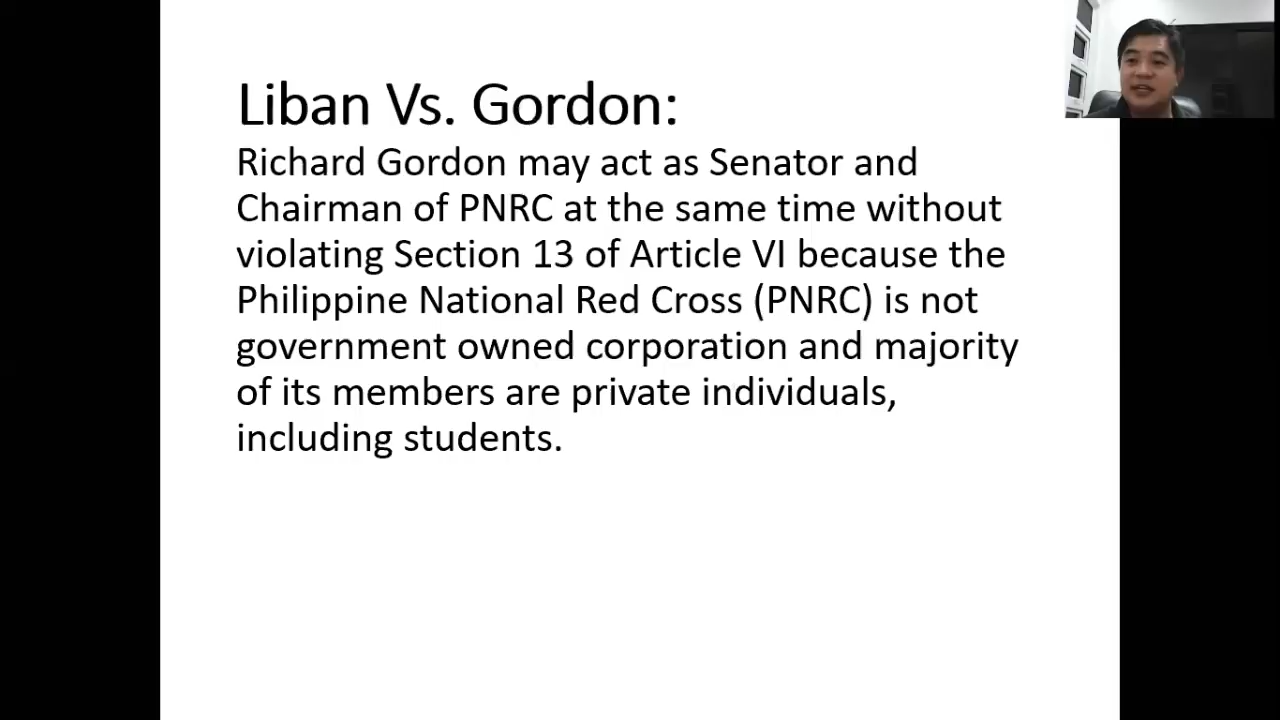 Liban Vs. Gordon:
Richard Gordon may act as Senator and
Chairman of PNRC at the same time without
violating Section 13 of Article VI because the
Philippine National Red Cross (PNRC) is not
government owned corporation and majority
of its members are private individuals,
including students.